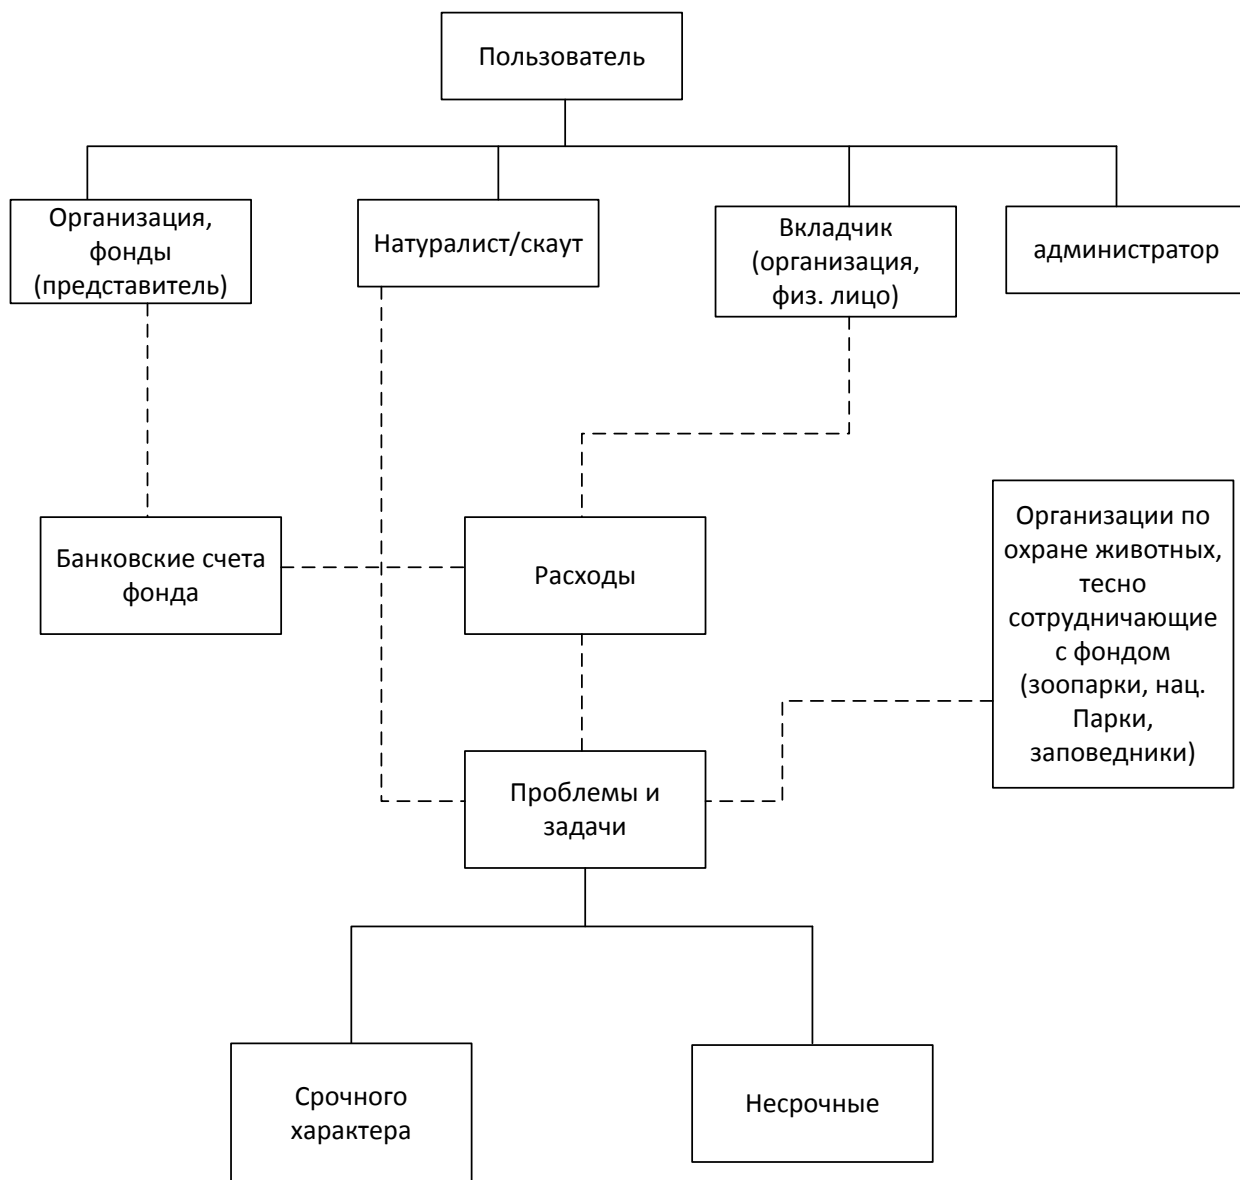 Пользователь
Организация,
фонды
(представитель)
Натуралист/скаут
Вкладчик
(организация,
физ. лицо)
администратор
Банковские счета
фонда
Расходы
Организации по
охране животных,
тесно
сотрудничающие
с фондом
(зоопарки, нац.
Парки,
заповедники)
Проблемы и
задачи
Срочного
характера
Несрочные